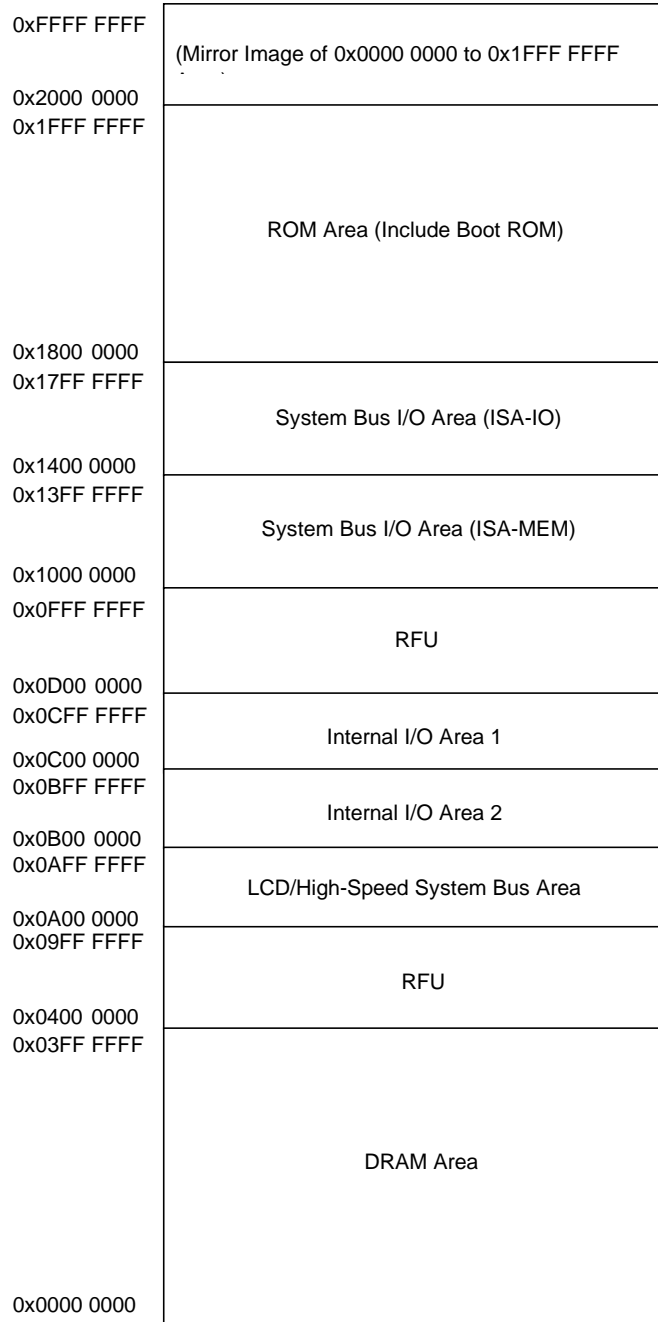 0xFFFF FFFF
(Mirror Image of 0x0000 0000 to 0x1FFF FFFF
0x2000 0000
0x1FFF FFFF
ROM Area (Include Boot ROM)
0x1800 0000
0x17FF FFFF
System Bus I/O Area (ISA-IO)
0x1400 0000
0x13FF FFFF
System Bus I/O Area (ISA-MEM)
0x1000 0000
0x0FFF FFFF
RFU
0x0D00 0000
0x0CFF FFFF
Internal I/O Area 1
0x0C00 0000
0x0BFF FFFF
Internal I/O Area 2
0x0B00 0000
0x0AFF FFFF
LCD/High-Speed System Bus Area
0x0A00 0000
0x09FF FFFF
RFU
0x0400 0000
0x03FF FFFF
DRAM Area
0x0000 0000